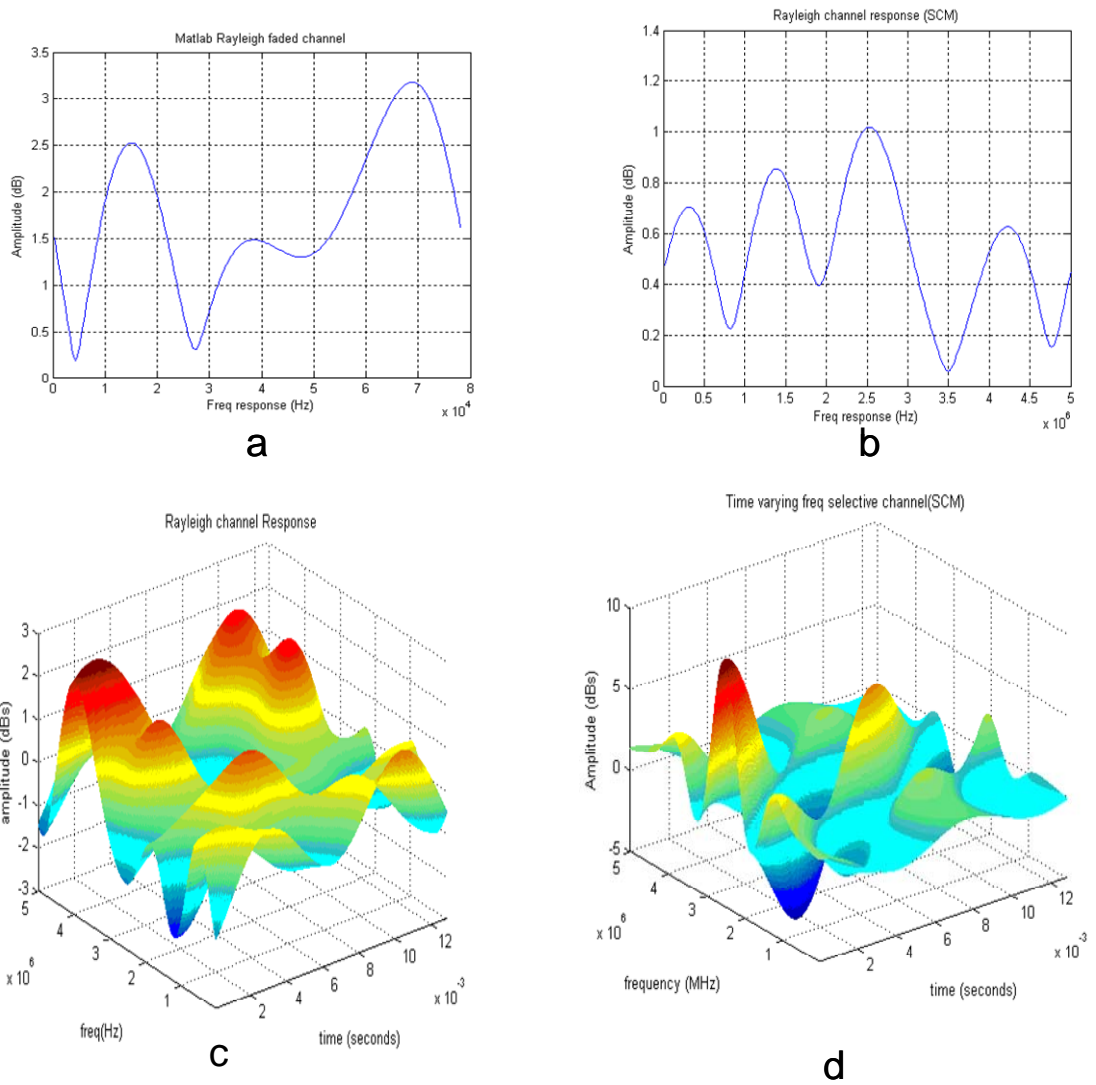 Matlab Rayleigh faded channel
3.5
3
2.5
2
1.5
1
0.5
0
Amplitude (dB)
0 1 2 3 4 5 6 7 8
Freq response (Hz)
x 10^4
a
Rayleigh channel response (SCM)
1.4
1.2
1
0.8
0.6
0.4
0.2
0
Amplitude (dB)
0 0.5 1 1.5 2 2.5 3 3.5 4 4.5 5
Freq response (Hz)
x 10^6
b
Rayleigh channel Response
3
2
1
0
-1
-2
-3
amplitude (dBs)
5
4
3
2
1
x 10^6
freq(Hz)
2
4
6
8
10
12
x 10^-3
time (seconds)
c
Time varying freq selective channel(SCM)
10
5
0
-5
Amplitude (dBs)
5
4
3
2
1
x 10^6
frequency (MHz)
2
4
6
8
10
12
x 10^-3
time (seconds)
d